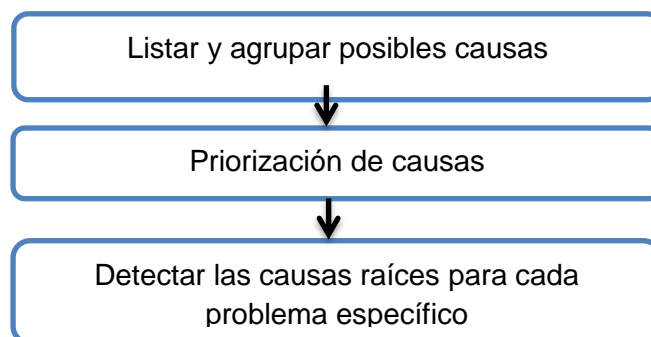 Listar y agrupar posibles causas
Priorización de causas
Detectar las causas raíces para cada
problema específico